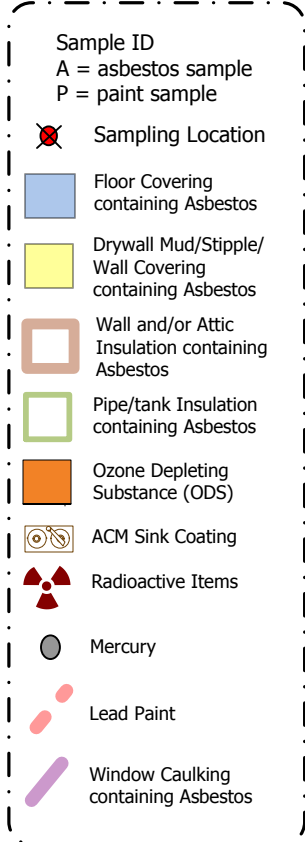 Sample ID
A = asbestos sample
P = paint sample
Sampling Location
Floor Covering
containing Asbestos
Drywall Mud/Stipple/
Wall Covering
containing Asbestos
Wall and/or Attic
Insulation containing
Asbestos
Pipe/tank Insulation
containing Asbestos
Ozone Depleting
Substance (ODS)
ACM Sink Coating
Radioactive Items
Mercury
Lead Paint
Window Caulking
containing Asbestos